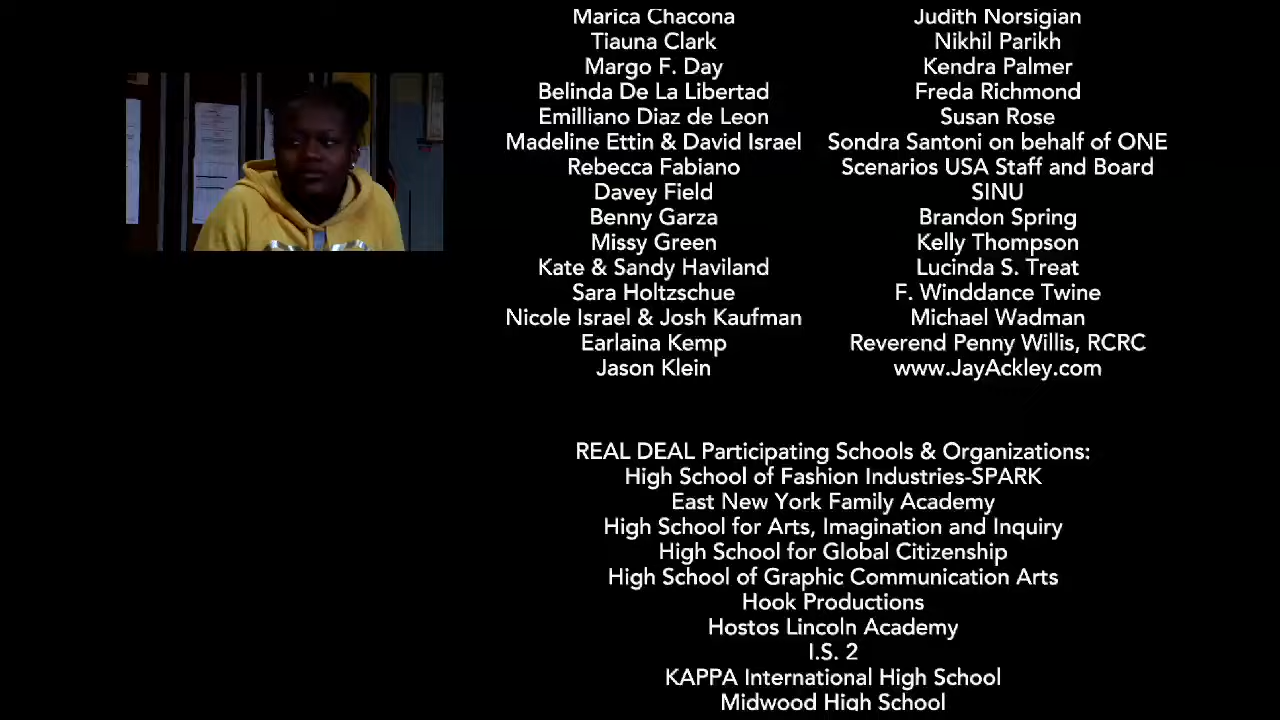 Marica Chacona
Tiauna Clark
Margo F. Day
Belinda De La Libertad
Emilliano Diaz de Leon
Madeline Ettin & David Israel
Rebecca Fabiano
Davey Field
Benny Garza
Missy Green
Kate & Sandy Haviland
Sara Holtzschue
Nicole Israel & Josh Kaufman
Earlaina Kemp
Jason Klein
Judith Norsigian
Nikhil Parikh
Kendra Palmer
Freda Richmond
Susan Rose
Sondra Santoni on behalf of ONE
Scenarios USA Staff and Board
SINU
Brandon Spring
Kelly Thompson
Lucinda S. Treat
F. Winddance Twine
Michael Wadman
Reverend Penny Willis, RCRC
www.JayAckley.com
REAL DEAL Participating Schools & Organizations:
High School of Fashion Industries-SPARK
East New York Family Academy
High School for Arts, Imagination and Inquiry
High School for Global Citizenship
High School of Graphic Communication Arts
Hook Productions
Hostos Lincoln Academy
I.S. 2
KAPPA International High School
Midwood High School